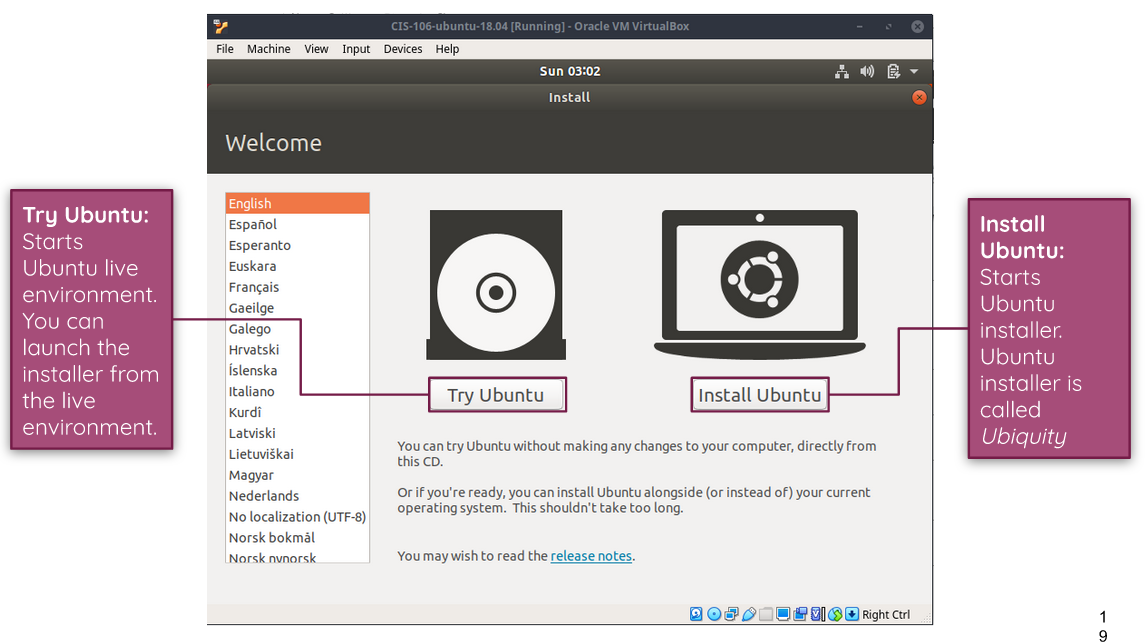 CIS-106-ubuntu-18.04 [Running] - Oracle VM VirtualBox
File Machine View Input Devices Help
Sun 03:02
Install
Welcome
English
Español
Esperanto
Euskara
Français
Gaeilge
Galego
Hrvatski
Íslenska
Italiano
Kurdî
Latviski
Lietuviškai
Magyar
Nederlands
No localization (UTF-8)
Norsk bokmål
Norsk nynorsk
Try Ubuntu
Install Ubuntu
You can try Ubuntu without making any changes to your computer, directly from
this CD.
Or if you're ready, you can install Ubuntu alongside (or instead of) your current
operating system. This shouldn't take too long.
You may wish to read the release notes.
Right Ctrl
Try Ubuntu:
Starts
Ubuntu live
environment.
You can
launch the
installer from
the live
environment.
Install
Ubuntu:
Starts
Ubuntu
installer.
Ubuntu
installer is
called
Ubiquity
1
9